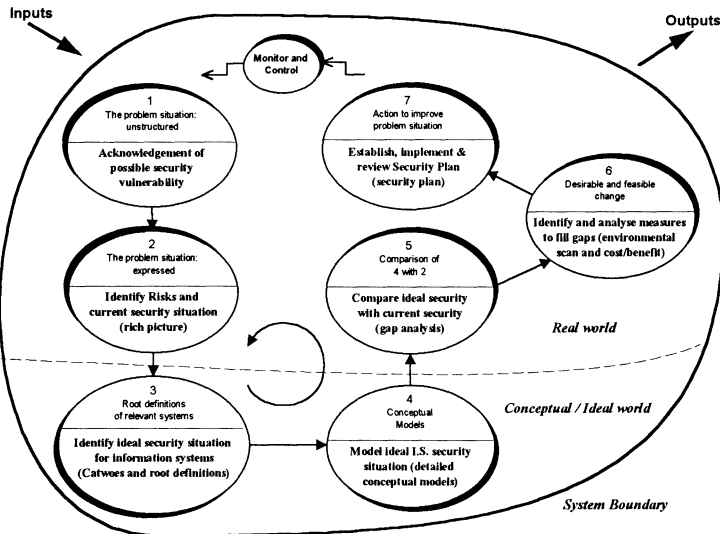 Inputs
Outputs
Monitor and
Control
1
The problem situation:
unstructured
Acknowledgement of
possible security
vulnerability
7
Action to improve
problem situation
Establish, implement &
review Security Plan
(security plan)
6
Desirable and feasible
change
Identify and analyse measures
to fill gaps (environmental
scan and cost/benefit)
2
The problem situation:
expressed
Identify Risks and
current security situation
(rich picture)
5
Comparison of
4 with 2
Compare ideal security
with current security
(gap analysis)
Real world
3
Root definitions
of relevant systems
Identify ideal security situation
for information systems
(Catwoes and root definitions)
4
Conceptual
Models
Model ideal I.S. security
situation (detailed
conceptual models)
Conceptual / Ideal world
System Boundary